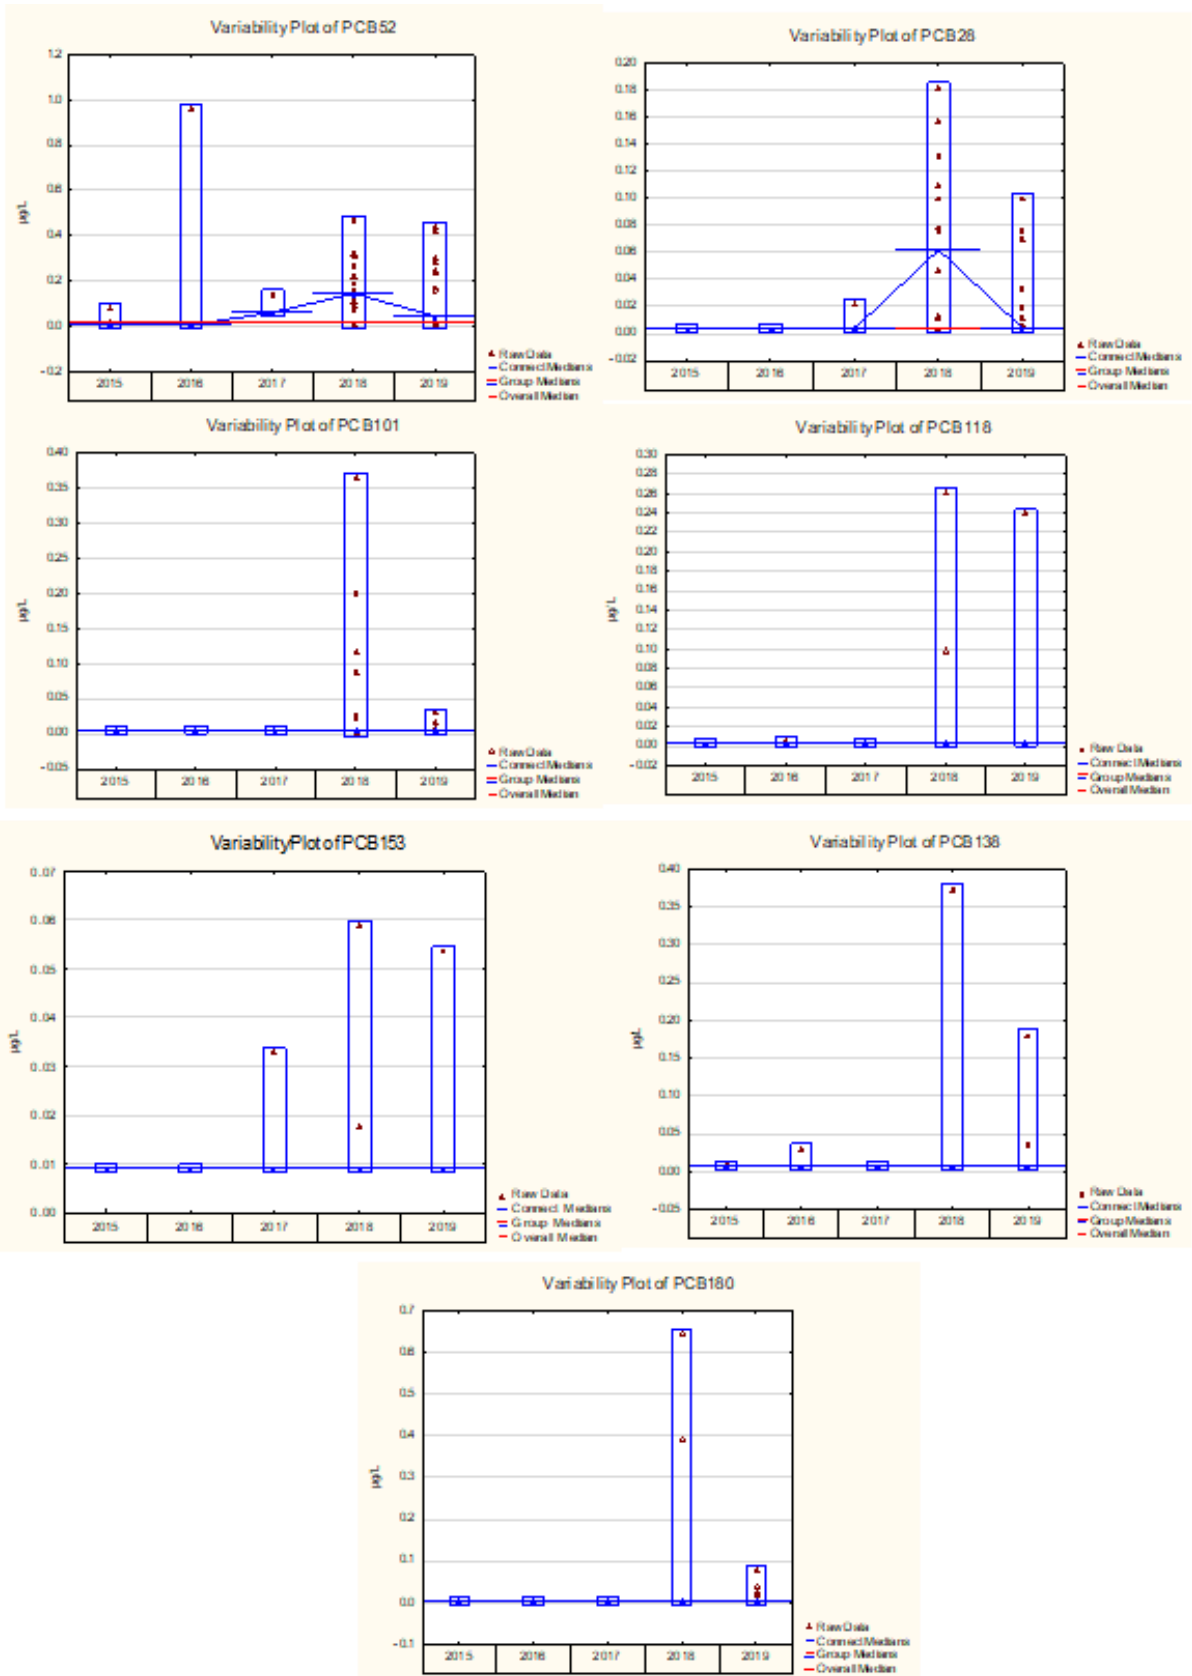 Variability Plot of PCB52
1.2
1.0
0.8
0.6
0.4
0.2
0.0
-0.2
µg/L
2015 2016 2017 2018 2019
Raw Data
Connect Medians
Group Medians
Overall Median
Variability Plot of PCB28
0.20
0.18
0.16
0.14
0.12
0.10
0.08
0.06
0.04
0.02
0.00
-0.02
2015 2016 2017 2018 2019
Raw Data
Connect Medians
Group Medians
Overall Median
Variability Plot of PCB101
0.40
0.35
0.30
0.25
0.20
0.15
0.10
0.05
0.00
-0.05
µg/L
2015 2016 2017 2018 2019
Raw Data
Connect Medians
Group Medians
Overall Median
Variability Plot of PCB118
0.30
0.28
0.26
0.24
0.22
0.20
0.18
0.16
0.14
0.12
0.10
0.08
0.06
0.04
0.02
0.00
-0.02
µg/L
2015 2016 2017 2018 2019
Raw Data
Connect Medians
Group Medians
Overall Median
Variability Plot of PCB153
0.07
0.06
0.05
0.04
0.03
0.02
0.01
0.00
µg/L
2015 2016 2017 2018 2019
Raw Data
Connect Medians
Group Medians
Overall Median
Variability Plot of PCB138
0.40
0.35
0.30
0.25
0.20
0.15
0.10
0.05
0.00
-0.05
µg/L
2015 2016 2017 2018 2019
Raw Data
Connect Medians
Group Medians
Overall Median
Variability Plot of PCB180
0.7
0.6
0.5
0.4
0.3
0.2
0.1
0.0
-0.1
µg/L
2015 2016 2017 2018 2019
Raw Data
Connect Medians
Group Medians
Overall Median